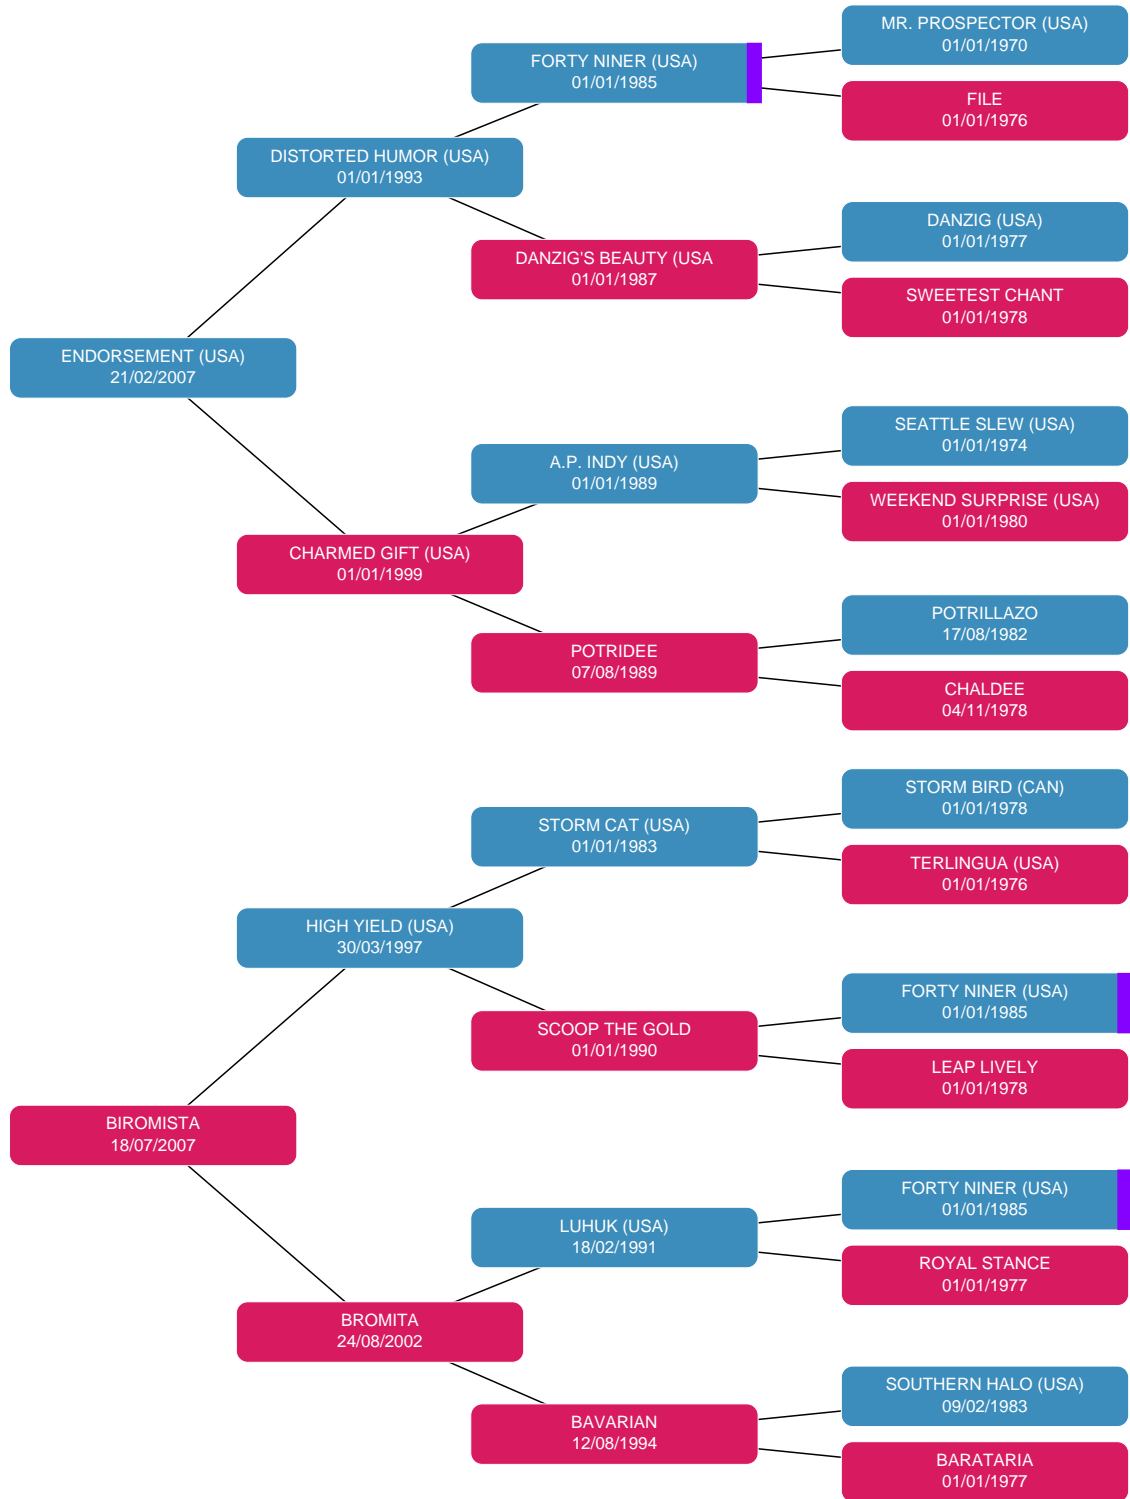 MR. PROSPECTOR (USA)
01/01/1970
FORTY NINER (USA)
01/01/1985
FILE
01/01/1976
DISTORTED HUMOR (USA)
01/01/1993
DANZIG (USA)
01/01/1977
DANZIG'S BEAUTY (USA
01/01/1987
SWEETEST CHANT
01/01/1978
ENDORSEMENT (USA)
21/02/2007
SEATTLE SLEW (USA)
01/01/1974
A.P. INDY (USA)
01/01/1989
WEEKEND SURPRISE (USA)
01/01/1980
CHARMED GIFT (USA)
01/01/1999
POTRILLAZO
17/08/1982
POTRIDEE
07/08/1989
CHALDEE
04/11/1978
STORM BIRD (CAN)
01/01/1978
STORM CAT (USA)
01/01/1983
TERLINGUA (USA)
01/01/1976
HIGH YIELD (USA)
30/03/1997
FORTY NINER (USA)
01/01/1985
SCOOP THE GOLD
01/01/1990
LEAP LIVELY
01/01/1978
BIROMISTA
18/07/2007
FORTY NINER (USA)
01/01/1985
LUHUK (USA)
18/02/1991
ROYAL STANCE
01/01/1977
BROMITA
24/08/2002
SOUTHERN HALO (USA)
09/02/1983
BAVARIAN
12/08/1994
BARATARIA
01/01/1977